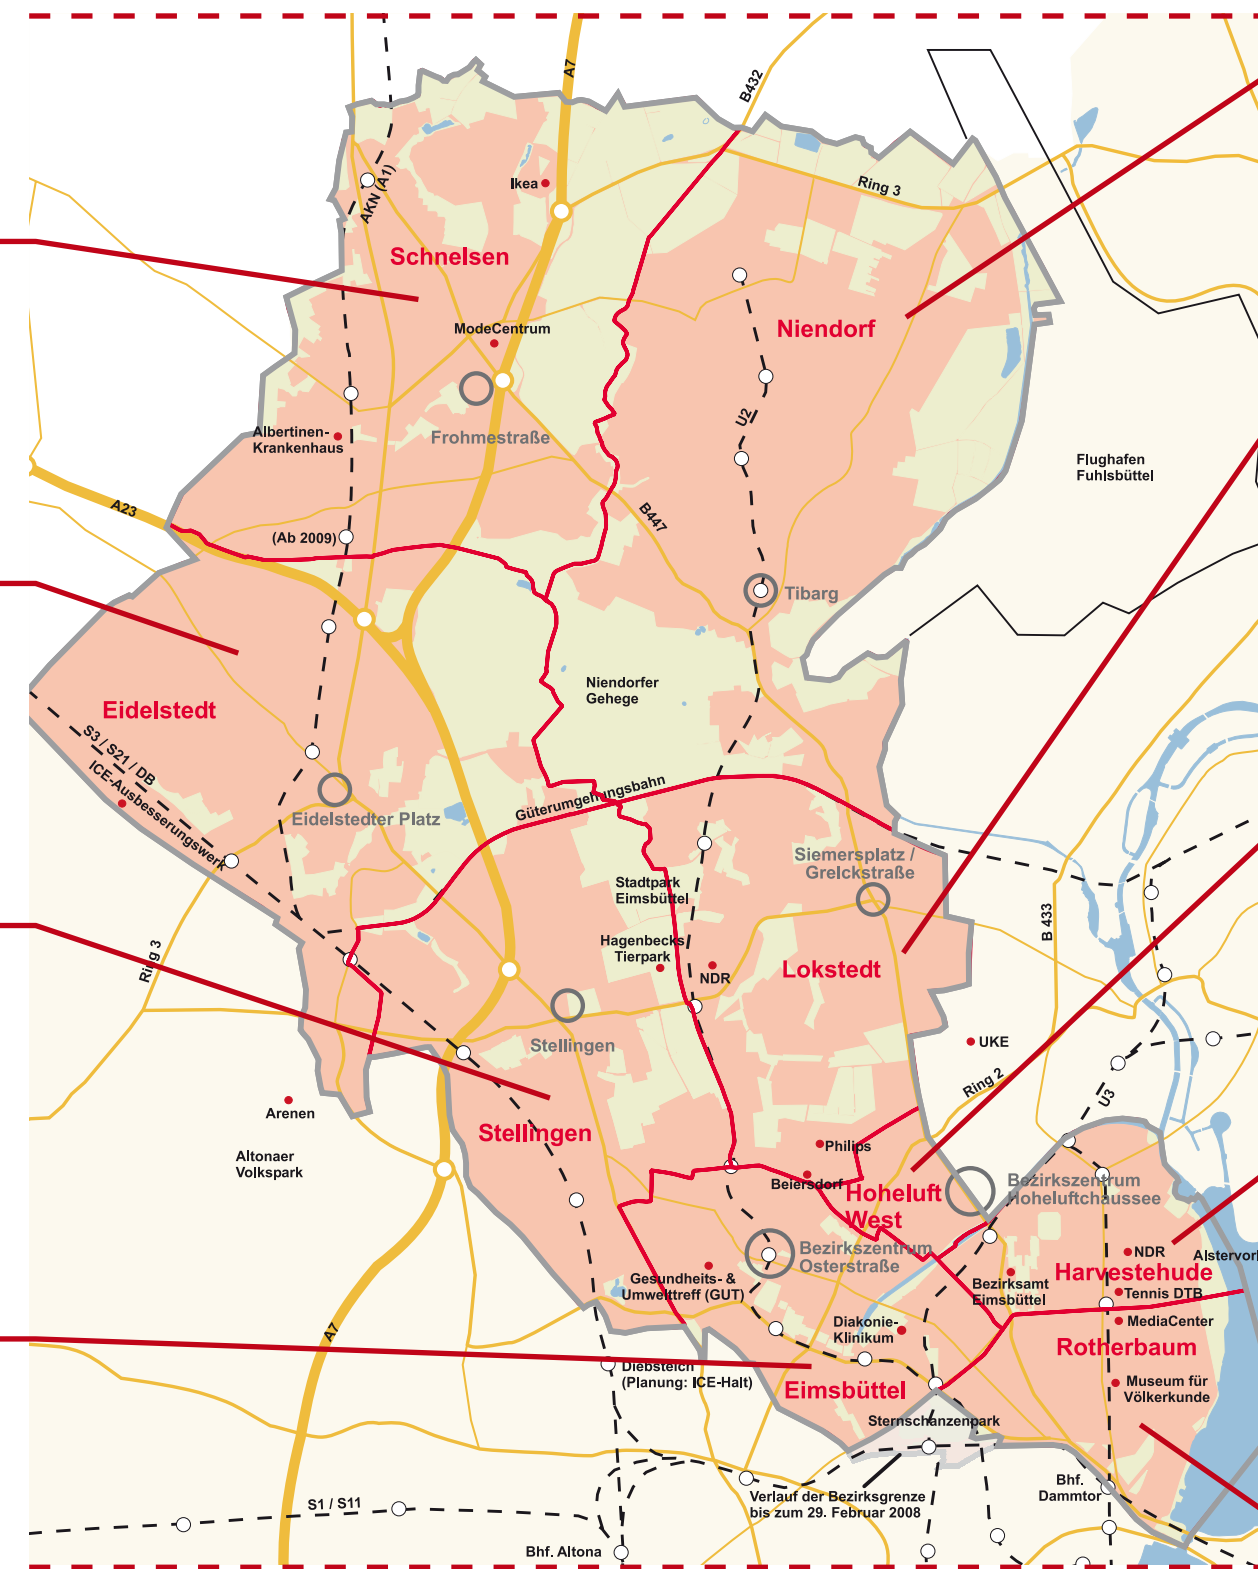 A7
B432
AKN (A1)
Ikea
Ring 3
Schnelsen
ModeCentrum
Niendorf
Frohmestraße
U2
Albertinen-
Krankenhaus
Flughafen
Fuhlsbüttel
A23
B447
(Ab 2009)
Tibarg
Niendorfer
Gehege
Eidelstedt
S3 / S21 / DB
ICE-Ausbesserungswerk
Güterumgehungsbahn
Eidelstedter Platz
Siemersplatz /
Grelckstraße
Stadtpark
Eimsbüttel
B 433
Ring 3
Hagenbecks
Tierpark
NDR
Lokstedt
Stellingen
UKE
Ring 2
U3
Arenen
Stellingen
Philips
Altonaer
Volkspark
Beiersdorf
Hoheluft
West
Bezirkszentrum
Hoheluftchaussee
Bezirkszentrum
Osterstraße
NDR
Alstervorl
Harvestehude
Gesundheits- &
Umwelttreff (GUT)
Bezirksamt
Eimsbüttel
Tennis DTB
Diakonie-
Klinikum
MediaCenter
A7
Rotherbaum
Diebsteich
(Planung: ICE-Halt)
Eimsbüttel
Museum für
Völkerkunde
Sternschanzenpark
Bhf.
Dammtor
Verlauf der Bezirksgrenze
bis zum 29. Februar 2008
S1 / S11
Bhf. Altona